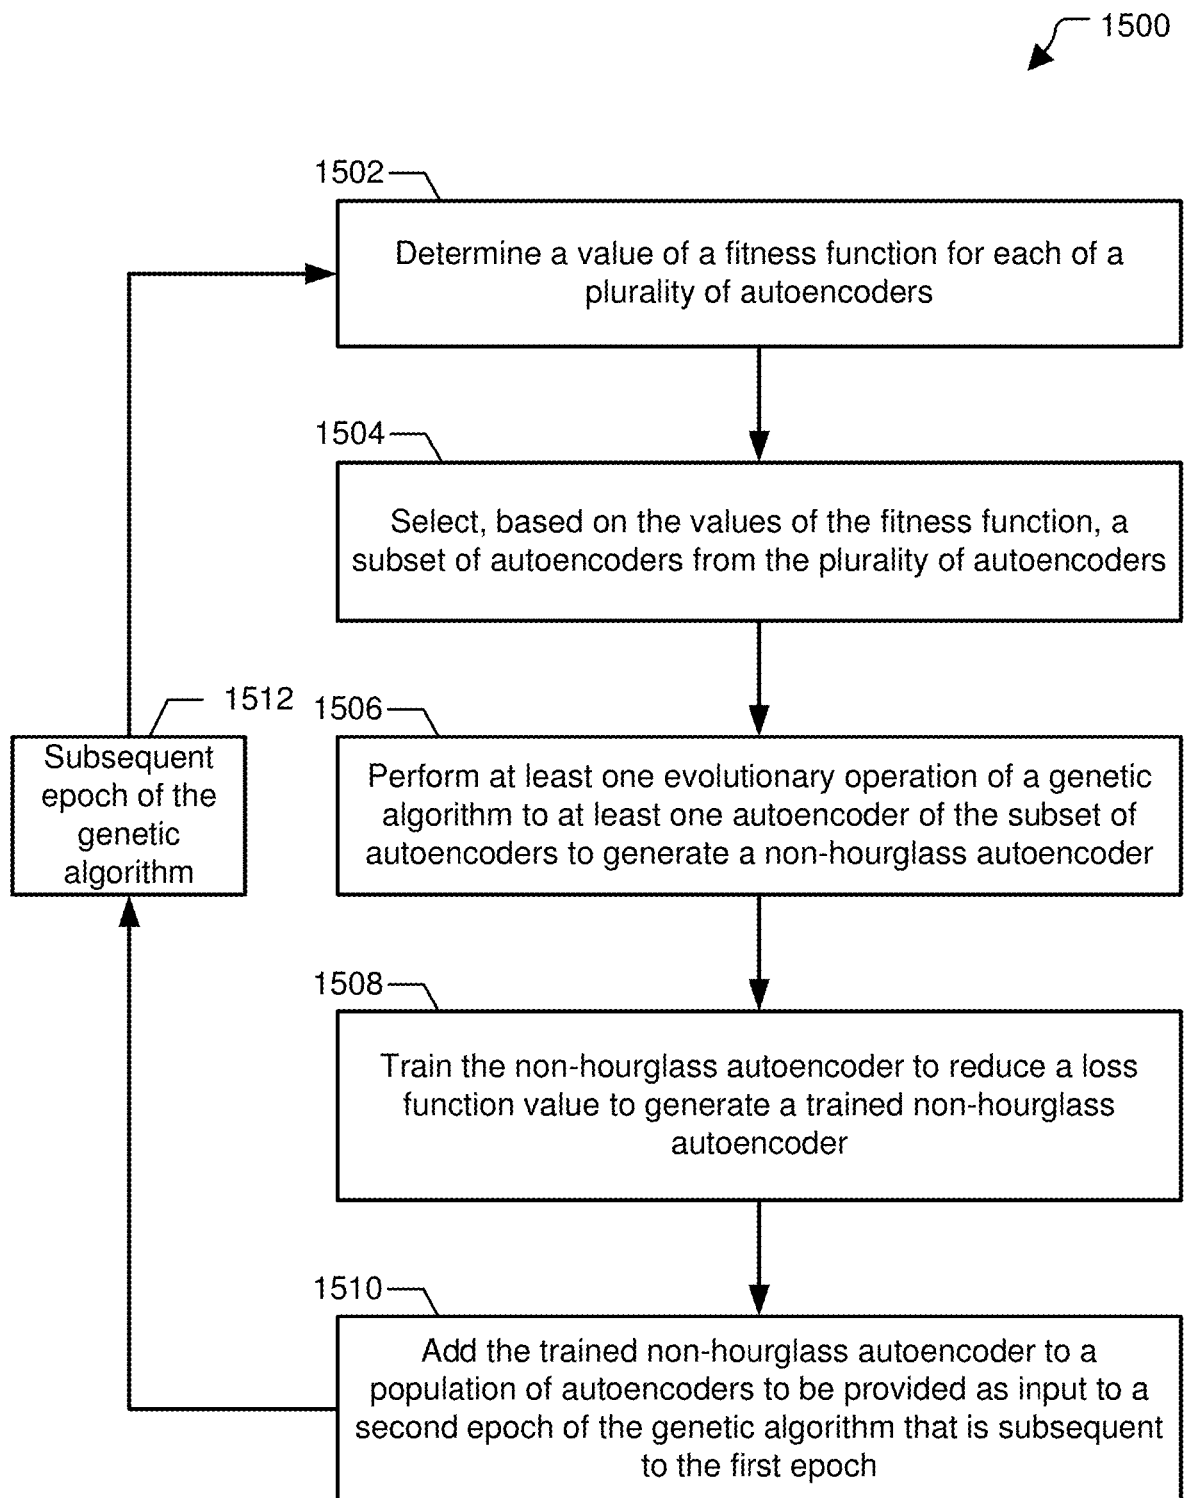 1500
1502
Determine a value of a fitness function for each of a
plurality of autoencoders
1504
Select, based on the values of the fitness function, a
subset of autoencoders from the plurality of autoencoders
1512
Subsequent
epoch of the
genetic
algorithm
1506
Perform at least one evolutionary operation of a genetic
algorithm to at least one autoencoder of the subset of
autoencoders to generate a non-hourglass autoencoder
1508
Train the non-hourglass autoencoder to reduce a loss
function value to generate a trained non-hourglass
autoencoder
1510
Add the trained non-hourglass autoencoder to a
population of autoencoders to be provided as input to a
second epoch of the genetic algorithm that is subsequent
to the first epoch